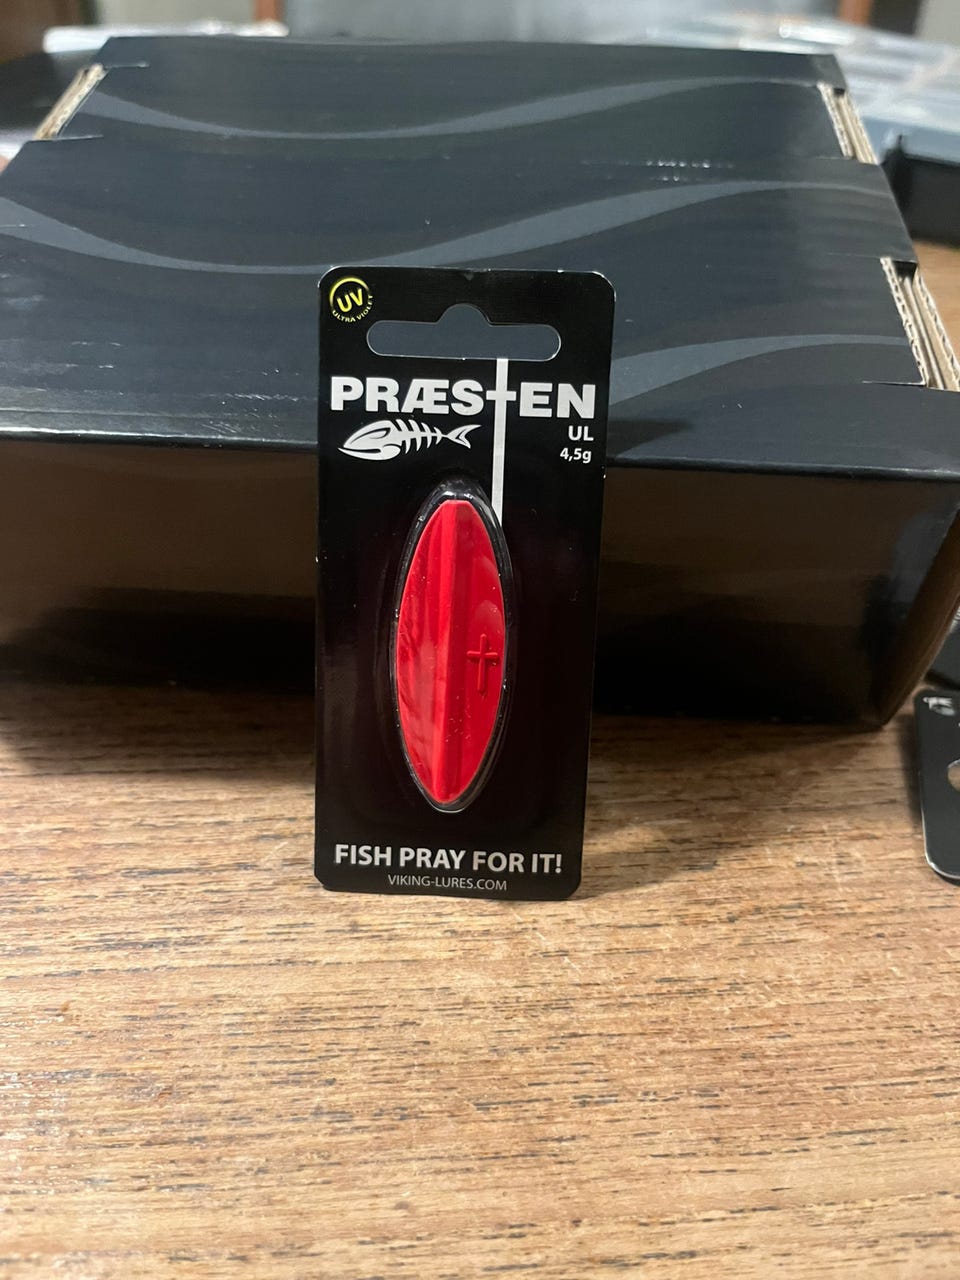 UV
ULTRA VIOLET
PRÆSTEN
UL
4,5g
FISH PRAY FOR IT!
VIKING-LURES.COM